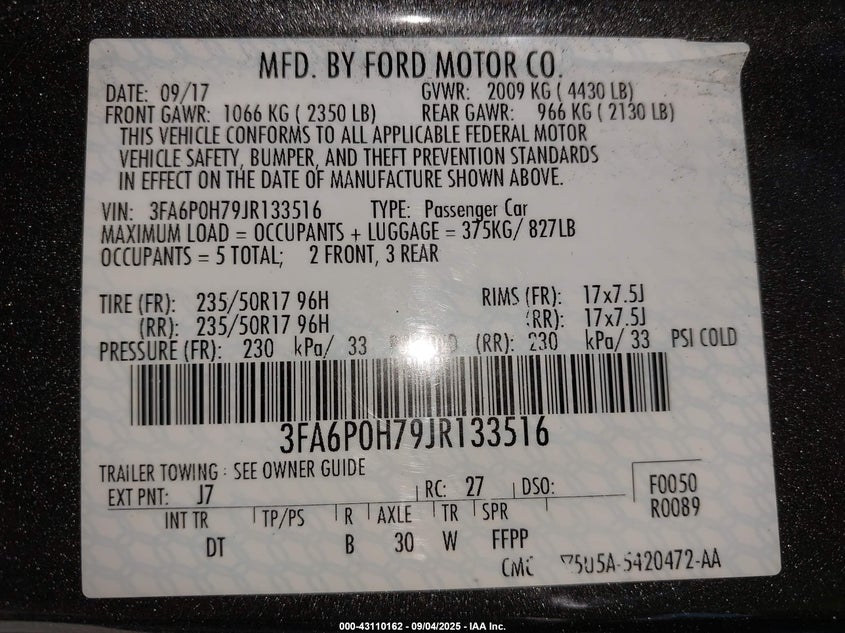 MFD. BY FORD MOTOR CO.
DATE: 09/17 GVWR: 2009 KG ( 4430 LB)
FRONT GAWR: 1066 KG ( 2350 LB) REAR GAWR: 966 KG ( 2130 LB)
THIS VEHICLE CONFORMS TO ALL APPLICABLE FEDERAL MOTOR
VEHICLE SAFETY, BUMPER, AND THEFT PREVENTION STANDARDS
IN EFFECT ON THE DATE OF MANUFACTURE SHOWN ABOVE.
VIN: 3FA6P0H79JR133516 TYPE: Passenger Car
MAXIMUM LOAD = OCCUPANTS + LUGGAGE = 375KG/ 827LB
OCCUPANTS = 5 TOTAL; 2 FRONT, 3 REAR
TIRE (FR): 235/50R17 96H RIMS (FR): 17x7.5J
(RR): 235/50R17 96H (RR): 17x7.5J
PRESSURE (FR): 230 kPa/ 33 (RR): 230 kPa/ 33 PSI COLD
3FA6P0H79JR133516
TRAILER TOWING : SEE OWNER GUIDE
EXT PNT: J7 RC: 27 DSO: F0050
R0089
INT TR TP/PS R AXLE TR SPR
DT B 30 W FFPP
000-43110162 - 09/04/2025 - IAA Inc.